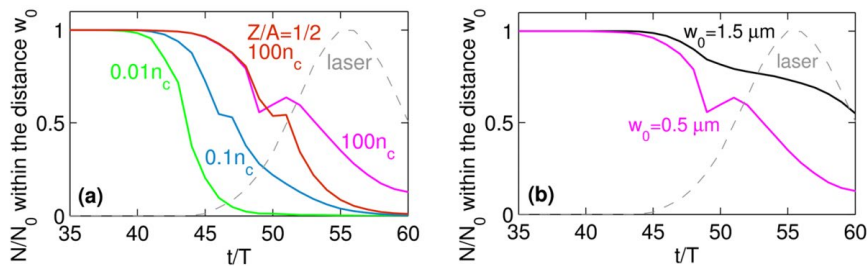 N/N0 within the distance w0
1
0.5
0
Z/A=1/2
100nc
laser
0.01nc
0.1nc
100nc
(a)
35 40 45 50 55 60
t/T
N/N0 within the distance w0
1
0.5
0
w0=1.5 μm
laser
w0=0.5 μm
(b)
35 40 45 50 55 60
t/T